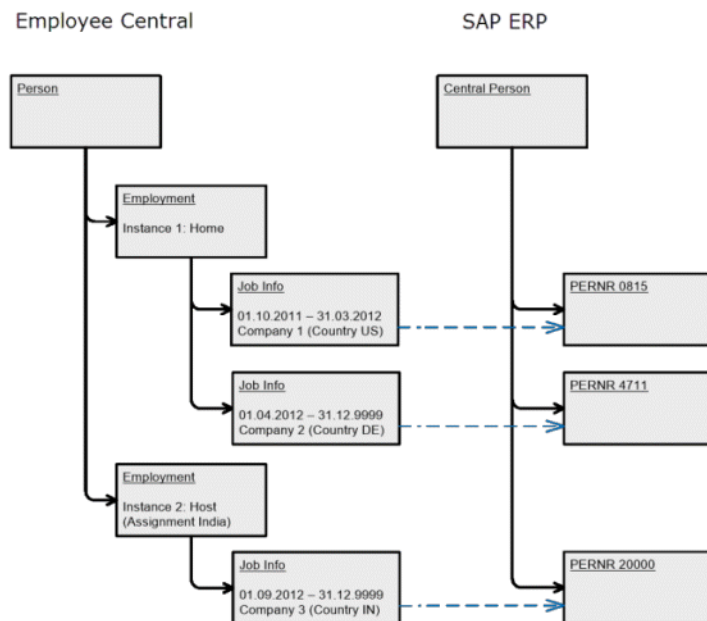 Employee Central
SAP ERP
Person
Central Person
Employment
Instance 1: Home
Job Info
01.10.2011 – 31.03.2012
Company 1 (Country US)
PERNR 0815
Job Info
01.04.2012 – 31.12.9999
Company 2 (Country DE)
PERNR 4711
Employment
Instance 2: Host
(Assignment India)
Job Info
01.09.2012 – 31.12.9999
Company 3 (Country IN)
PERNR 20000